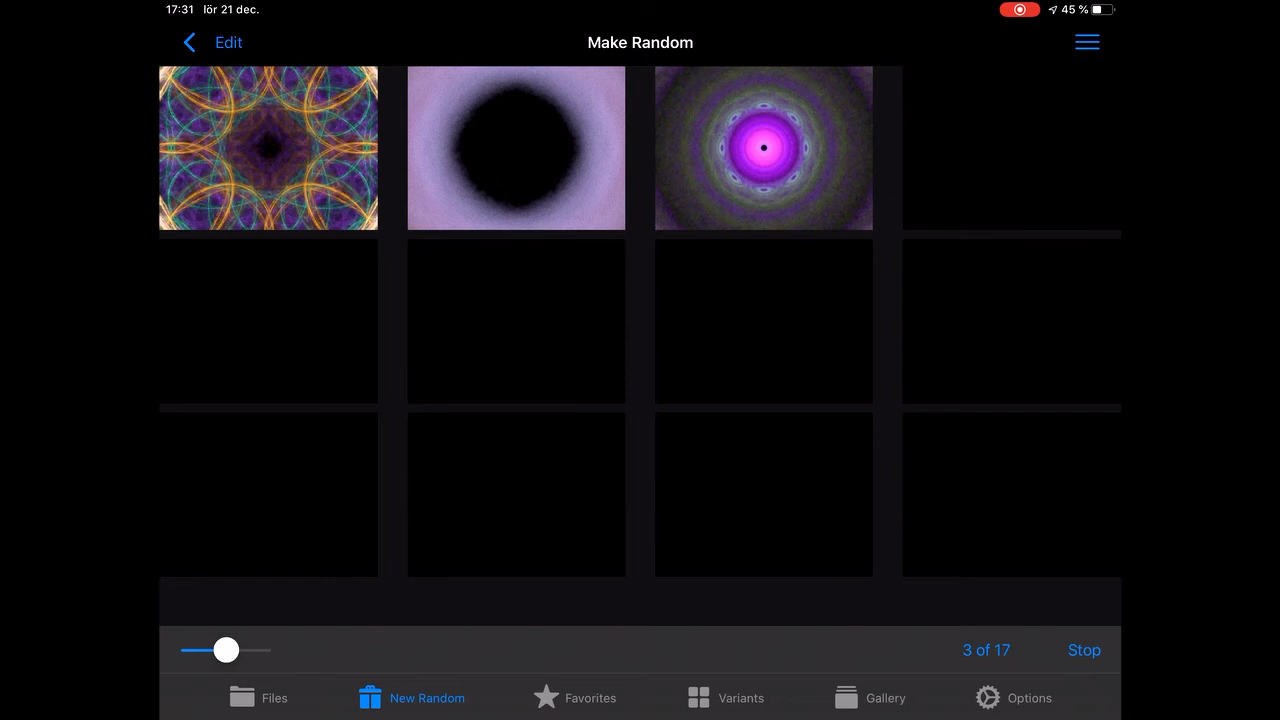 17:31 lör 21 dec. 45 %
Edit Make Random
3 of 17 Stop
Files New Random Favorites Variants Gallery Options